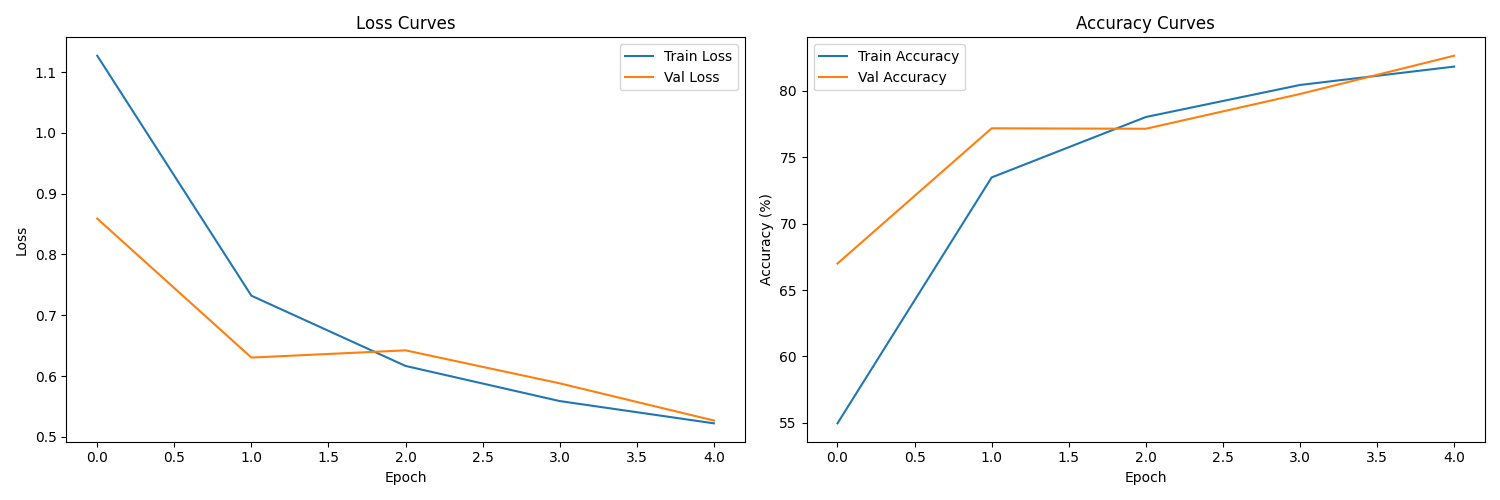 Loss Curves
Train Loss
Val Loss
1.1
1.0
0.9
0.8
0.7
0.6
0.5
Loss
0.0 0.5 1.0 1.5 2.0 2.5 3.0 3.5 4.0
Epoch
Accuracy Curves
Train Accuracy
Val Accuracy
80
75
70
65
60
55
Accuracy (%)
0.0 0.5 1.0 1.5 2.0 2.5 3.0 3.5 4.0
Epoch